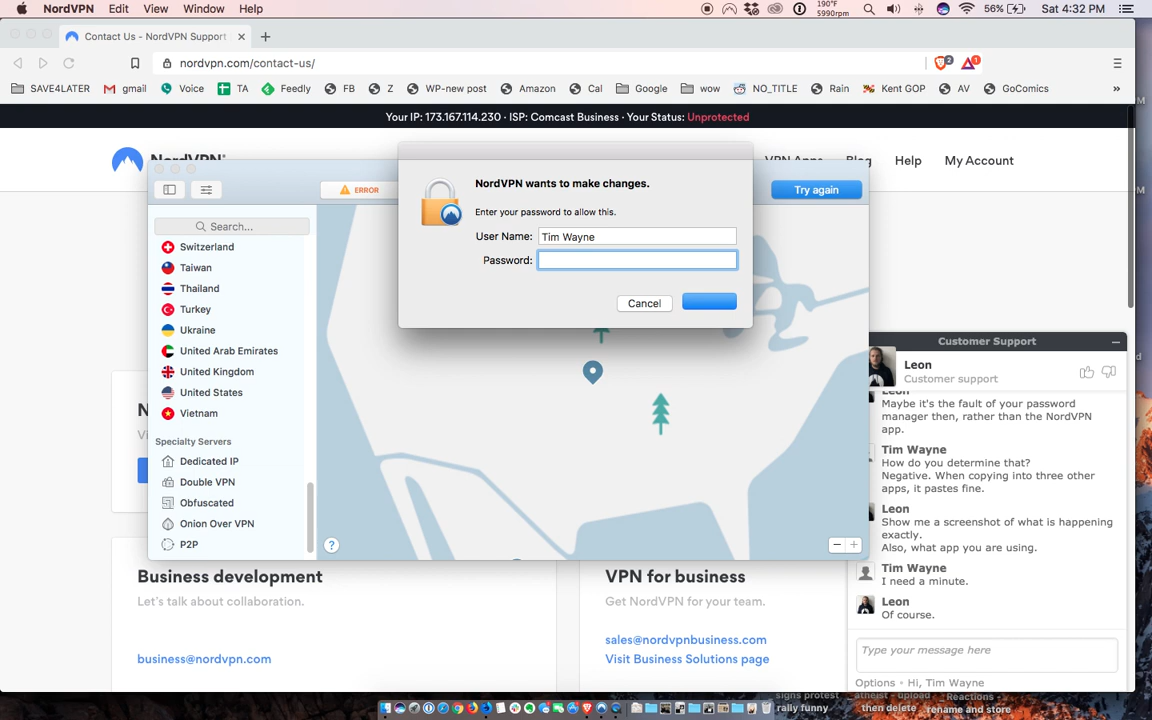 NordVPN Edit View Window Help
190°F
5990rpm
56% Sat 4:32 PM
Contact Us - NordVPN Support
nordvpn.com/contact-us/
2 1
SAVE4LATER gmail Voice TA Feedly FB Z WP-new post Amazon Cal Google wow NO_TITLE Rain Kent GOP AV GoComics »
Your IP: 173.167.114.230 · ISP: Comcast Business · Your Status: Unprotected
Help My Account
ERROR
Try again
Search...
Switzerland
Taiwan
Thailand
Turkey
Ukraine
United Arab Emirates
United Kingdom
United States
Vietnam
Specialty Servers
Dedicated IP
Double VPN
Obfuscated
Onion Over VPN
P2P
?
NordVPN wants to make changes.
Enter your password to allow this.
User Name: Tim Wayne
Password:
Cancel
Customer Support
Leon
Customer support
Maybe it's the fault of your password
manager then, rather than the NordVPN
app.
Tim Wayne
How do you determine that?
Negative. When copying into three other
apps, it pastes fine.
Leon
Show me a screenshot of what is happening
exactly.
Also, what app you are using.
Tim Wayne
I need a minute.
Leon
Of course.
Type your message here
Options • Hi, Tim Wayne
Business development
Let's talk about collaboration.
business@nordvpn.com
VPN for business
Get NordVPN for your team.
sales@nordvpnbusiness.com
Visit Business Solutions page
signs protest
rally funny
atheist - upload
then delete
Reactions -
rename and store